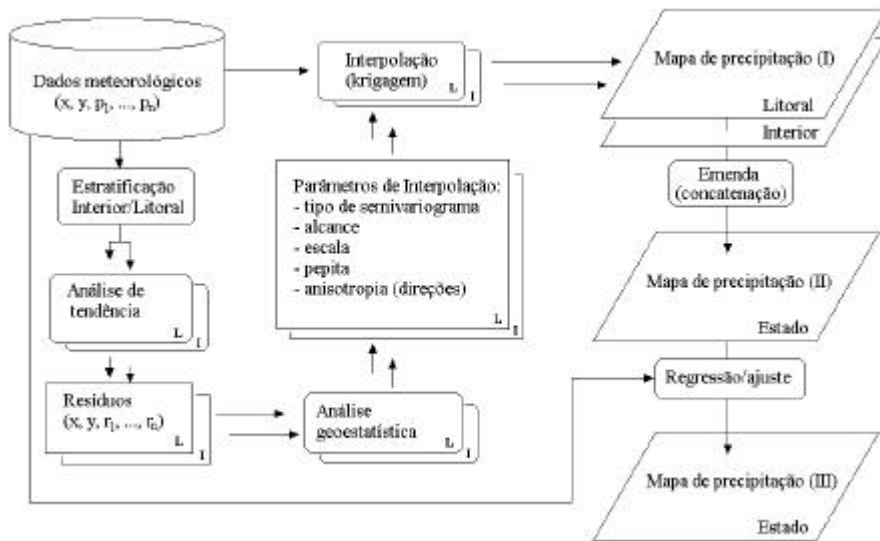 Dados meteorológicos
(x, y, p1, ..., pn)
Estratificação
Interior/Litoral
Análise de
tendência
L
I
Resíduos
(x, y, r1, ..., rn)
L
I
Análise
geoestatística
L
I
Parâmetros de Interpolação:
- tipo de semivariograma
- alcance
- escala
- pepita
- anisotropia (direções)
L
I
Interpolação
(krigagem)
L
I
Mapa de precipitação (I)
Litoral
Interior
Emenda
(concatenação)
Mapa de precipitação (II)
Estado
Regressão/ajuste
Mapa de precipitação (III)
Estado